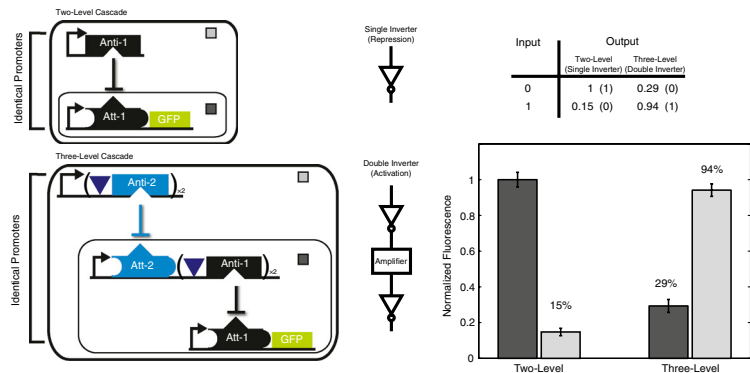 Two-Level Cascade
Identical Promoters
Anti-1
Att-1
GFP
Single Inverter
(Repression)
Input
Output
Two-Level
(Single Inverter)
Three-Level
(Double Inverter)
0
1 (1)
0.29 (0)
1
0.15 (0)
0.94 (1)
Three-Level Cascade
Identical Promoters
( Anti-2 )x2
Att-2
( Anti-1 )x2
Att-1
GFP
Double Inverter
(Activation)
Amplifier
Normalized Fluorescence
1
0.8
0.6
0.4
0.2
0
15%
29%
94%
Two-Level
Three-Level